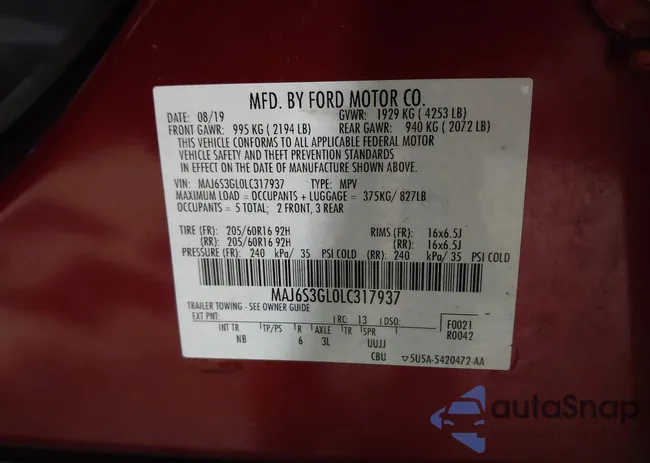 MFD. BY FORD MOTOR CO.
DATE: 08/19 GVWR: 1929 KG ( 4253 LB)
FRONT GAWR: 995 KG ( 2194 LB) REAR GAWR: 940 KG ( 2072 LB)
THIS VEHICLE CONFORMS TO ALL APPLICABLE FEDERAL MOTOR
VEHICLE SAFETY AND THEFT PREVENTION STANDARDS
IN EFFECT ON THE DATE OF MANUFACTURE SHOWN ABOVE.
VIN: MAJ6S3GL0LC317937 TYPE: MPV
MAXIMUM LOAD = OCCUPANTS + LUGGAGE = 375KG/ 827LB
OCCUPANTS = 5 TOTAL; 2 FRONT, 3 REAR
TIRE (FR): 205/60R16 92H RIMS (FR): 16x6.5J
(RR): 205/60R16 92H (RR): 16x6.5J
PRESSURE (FR): 240 kPa/ 35 PSI COLD (RR): 240 kPa/ 35 PSI COLD
MAJ6S3GL0LC317937
TRAILER TOWING - SEE OWNER GUIDE
EXT PNT: RC: 13 DSO: F0021
R0042
INT TR TP/PS R AXLE TR SPR
NB 6 3L UUJJ
CBU 5U5A-5420472-AA
autaSnap